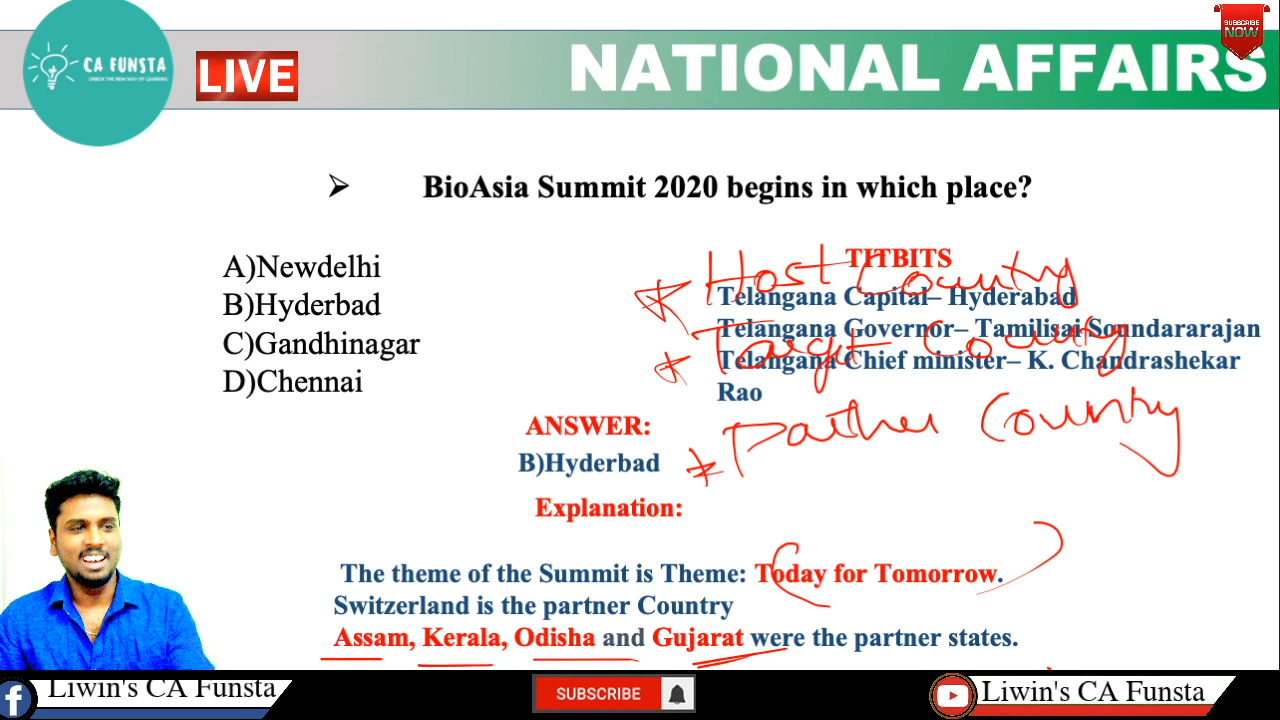 CA FUNSTA
UNLOCK THE NEW WAY OF LEARNING
LIVE
NATIONAL AFFAIRS
SUBSCRIBE
NOW
➢ BioAsia Summit 2020 begins in which place?
A)Newdelhi
B)Hyderbad
C)Gandhinagar
D)Chennai
TITBITS
Telangana Capital– Hyderabad
Telangana Governor– Tamilisai Soundararajan
Telangana Chief minister– K. Chandrashekar
Rao
* Host Country
* Target County
* Partner Country
ANSWER:
B)Hyderbad
Explanation:
The theme of the Summit is Theme: Today for Tomorrow.
Switzerland is the partner Country
Assam, Kerala, Odisha and Gujarat were the partner states.
Liwin's CA Funsta
SUBSCRIBE
Liwin's CA Funsta